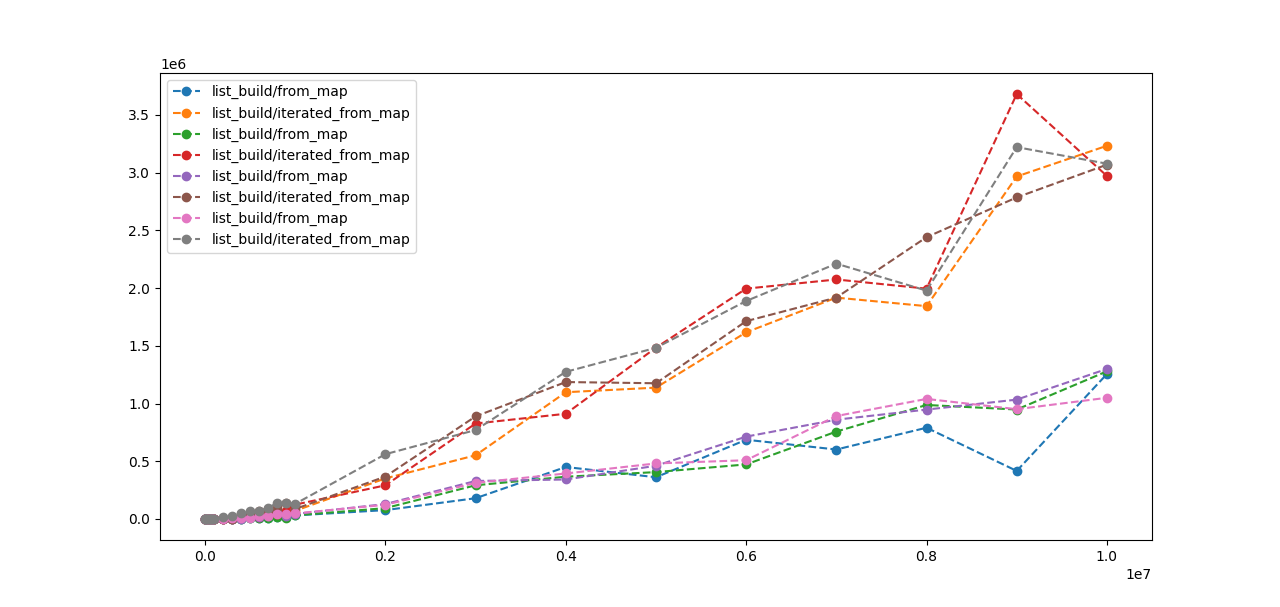 1e6
list_build/from_map
list_build/iterated_from_map
list_build/from_map
list_build/iterated_from_map
list_build/from_map
list_build/iterated_from_map
list_build/from_map
list_build/iterated_from_map
3.5
3.0
2.5
2.0
1.5
1.0
0.5
0.0
0.0 0.2 0.4 0.6 0.8 1.0
1e7